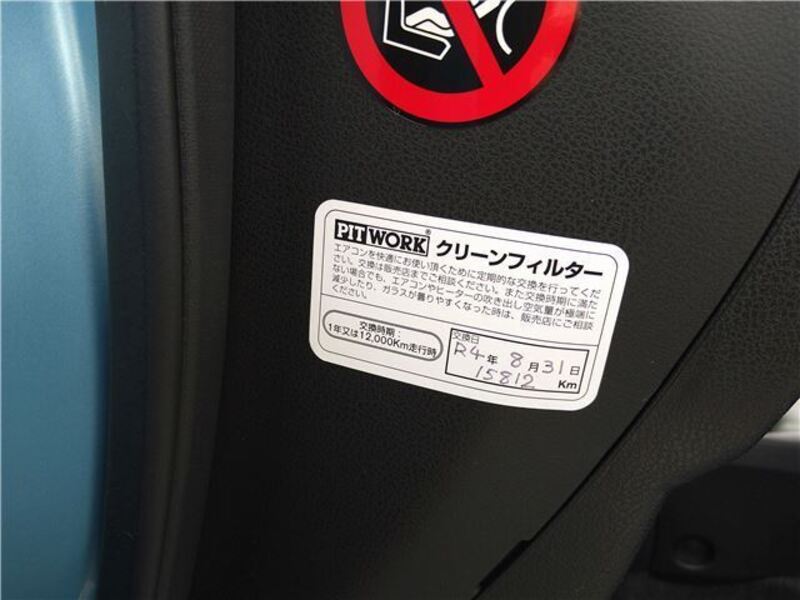 PIT WORK® クリーンフィルター
エアコンを快適にお使い頂くために定期的な交換を行ってくだ
さい。交換は販売店までご相談ください。また交換時期に満た
ない場合でも、エアコンやヒーターの吹き出し空気量が極端に
減少したり、ガラスが曇りやすくなった時は、販売店にご相談
ください。
交換時期：
1年又は12,000Km走行時
交換日
R4年 8月31日
15812 Km